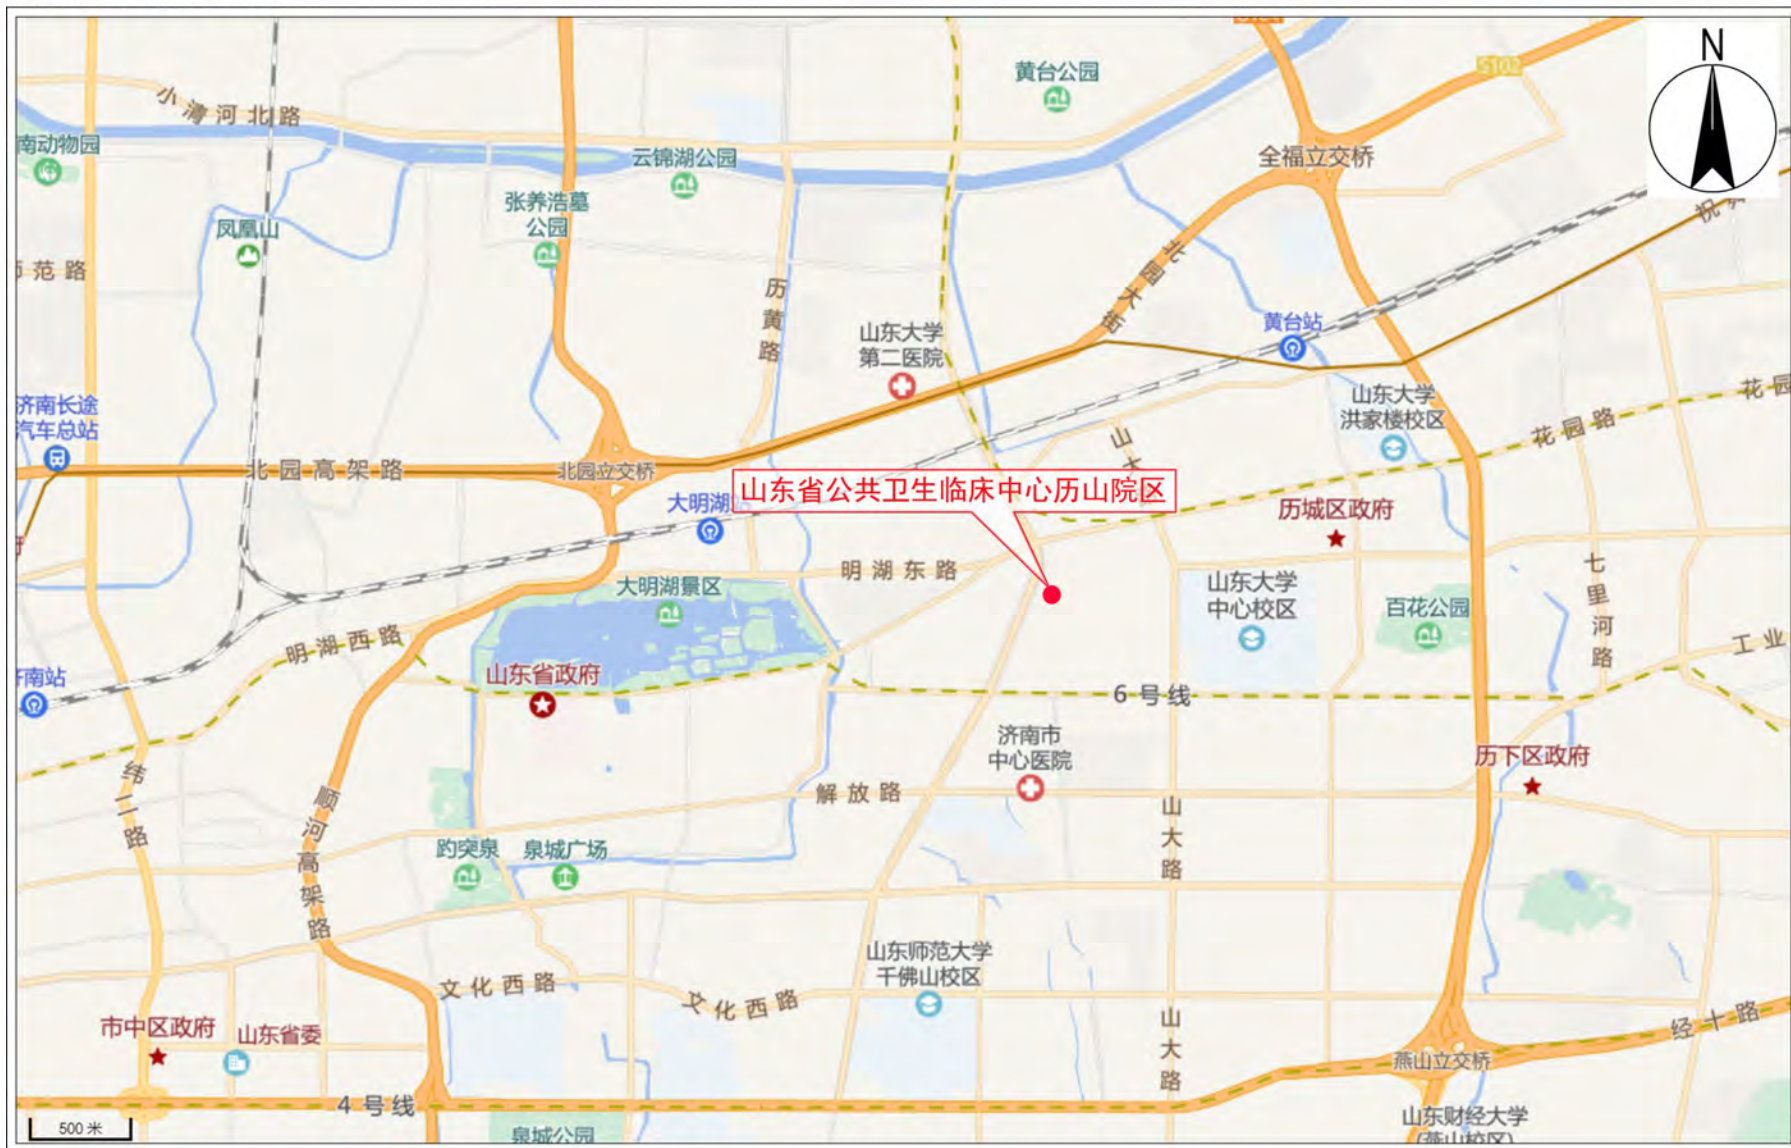 N
S102
黄台公园
小清河北路
南动物园
云锦湖公园
全福立交桥
张养浩墓
公园
凤凰山
范路
北园大街
历黄路
黄台站
山东大学
第二医院
山东大学
洪家楼校区
花园
花园路
济南长途
汽车总站
北园高架路
北园立交桥
山东省公共卫生临床中心历山院区
大明湖
历城区政府
明湖东路
大明湖景区
山东大学
中心校区
百花公园
七里河路
明湖西路
工业
山东省政府
南站
6号线
济南市
中心医院
历下区政府
纬二路
顺河高架路
解放路
山大路
趵突泉
泉城广场
山东师范大学
千佛山校区
文化西路
文化西路
山大路
经十路
市中区政府
山东省委
燕山立交桥
4号线
500 米
泉城公园
山东财经大学
(燕山校区)